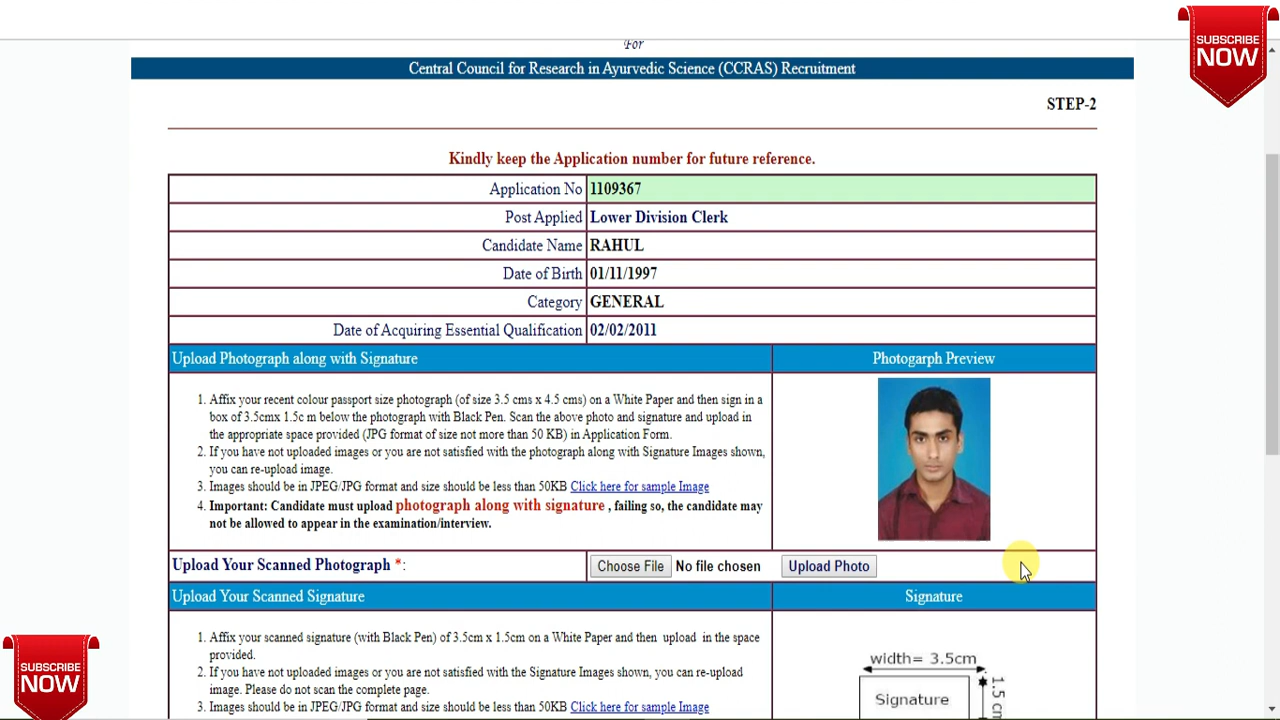 SUBSCRIBE
NOW
For
Central Council for Research in Ayurvedic Science (CCRAS) Recruitment
STEP-2
Kindly keep the Application number for future reference.
Application No 1109367
Post Applied Lower Division Clerk
Candidate Name RAHUL
Date of Birth 01/11/1997
Category GENERAL
Date of Acquiring Essential Qualification 02/02/2011
Upload Photograph along with Signature Photogarph Preview
1. Affix your recent colour passport size photograph (of size 3.5 cms x 4.5 cms) on a White Paper and then sign in a
box of 3.5cmx 1.5c m below the photograph with Black Pen. Scan the above photo and signature and upload in
the appropriate space provided (JPG format of size not more than 50 KB) in Application Form.
2. If you have not uploaded images or you are not satisfied with the photograph along with Signature Images shown,
you can re-upload image.
3. Images should be in JPEG/JPG format and size should be less than 50KB Click here for sample Image
4. Important: Candidate must upload photograph along with signature , failing so, the candidate may
not be allowed to appear in the examination/interview.
Upload Your Scanned Photograph *: Choose File No file chosen Upload Photo
Upload Your Scanned Signature Signature
1. Affix your scanned signature (with Black Pen) of 3.5cm x 1.5cm on a White Paper and then upload in the space
provided.
2. If you have not uploaded images or you are not satisfied with the Signature Images shown, you can re-upload
image. Please do not scan the complete page.
3. Images should be in JPEG/JPG format and size should be less than 50KB Click here for sample Image
width= 3.5cm
1.5 cm
Signature
SUBSCRIBE
NOW